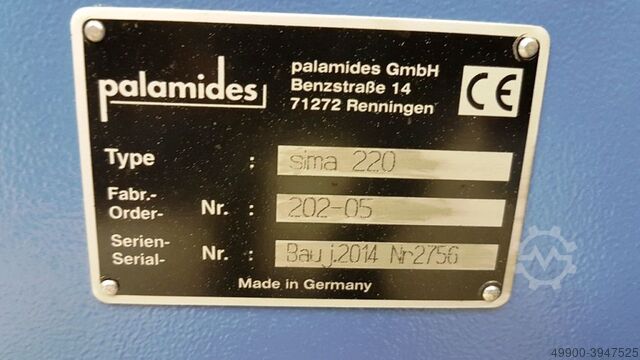 palamides
palamides GmbH
Benzstraße 14
71272 Renningen
CE
Type : sima 220
Fabr.-
Order- Nr. : 202-05
Serien-
Serial- Nr. : Bauj.2014 Nr2756
Made in Germany
49900-3947525